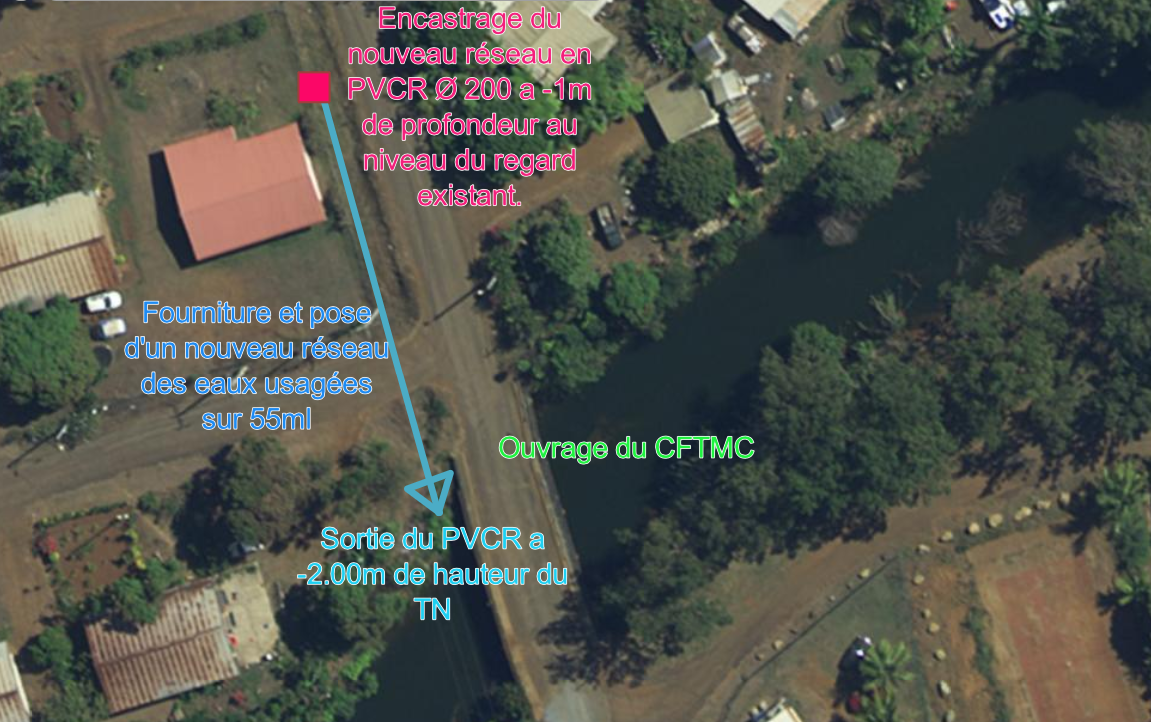 Encastrage du
nouveau réseau en
PVCR Ø 200 a -1m
de profondeur au
niveau du regard
existant.
Fourniture et pose
d'un nouveau réseau
des eaux usagées
sur 55ml
Ouvrage du CFTMC
Sortie du PVCR a
-2.00m de hauteur du
TN